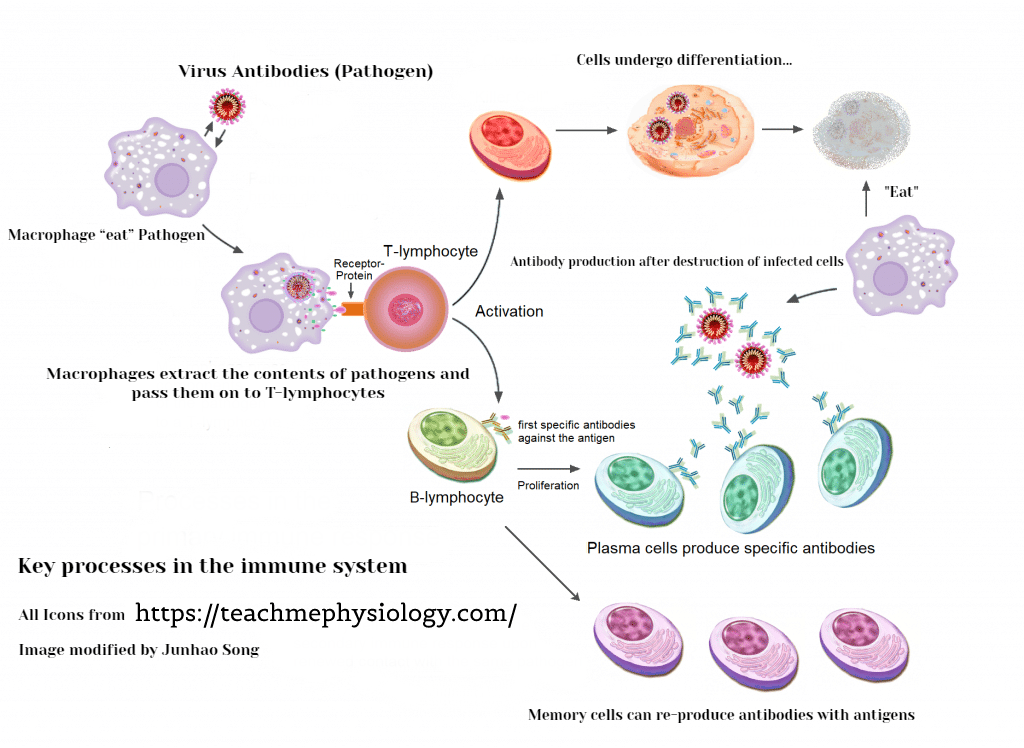 Virus Antibodies (Pathogen)
Cells undergo differentiation...
"Eat"
Macrophage “eat” Pathogen
T-lymphocyte
Receptor-
Protein
Antibody production after destruction of infected cells
Activation
Macrophages extract the contents of pathogens and
pass them on to T-lymphocytes
first specific antibodies
against the antigen
B-lymphocyte
Proliferation
Plasma cells produce specific antibodies
Key processes in the immune system
All Icons from https://teachmephysiology.com/
Image modified by Junhao Song
Memory cells can re-produce antibodies with antigens